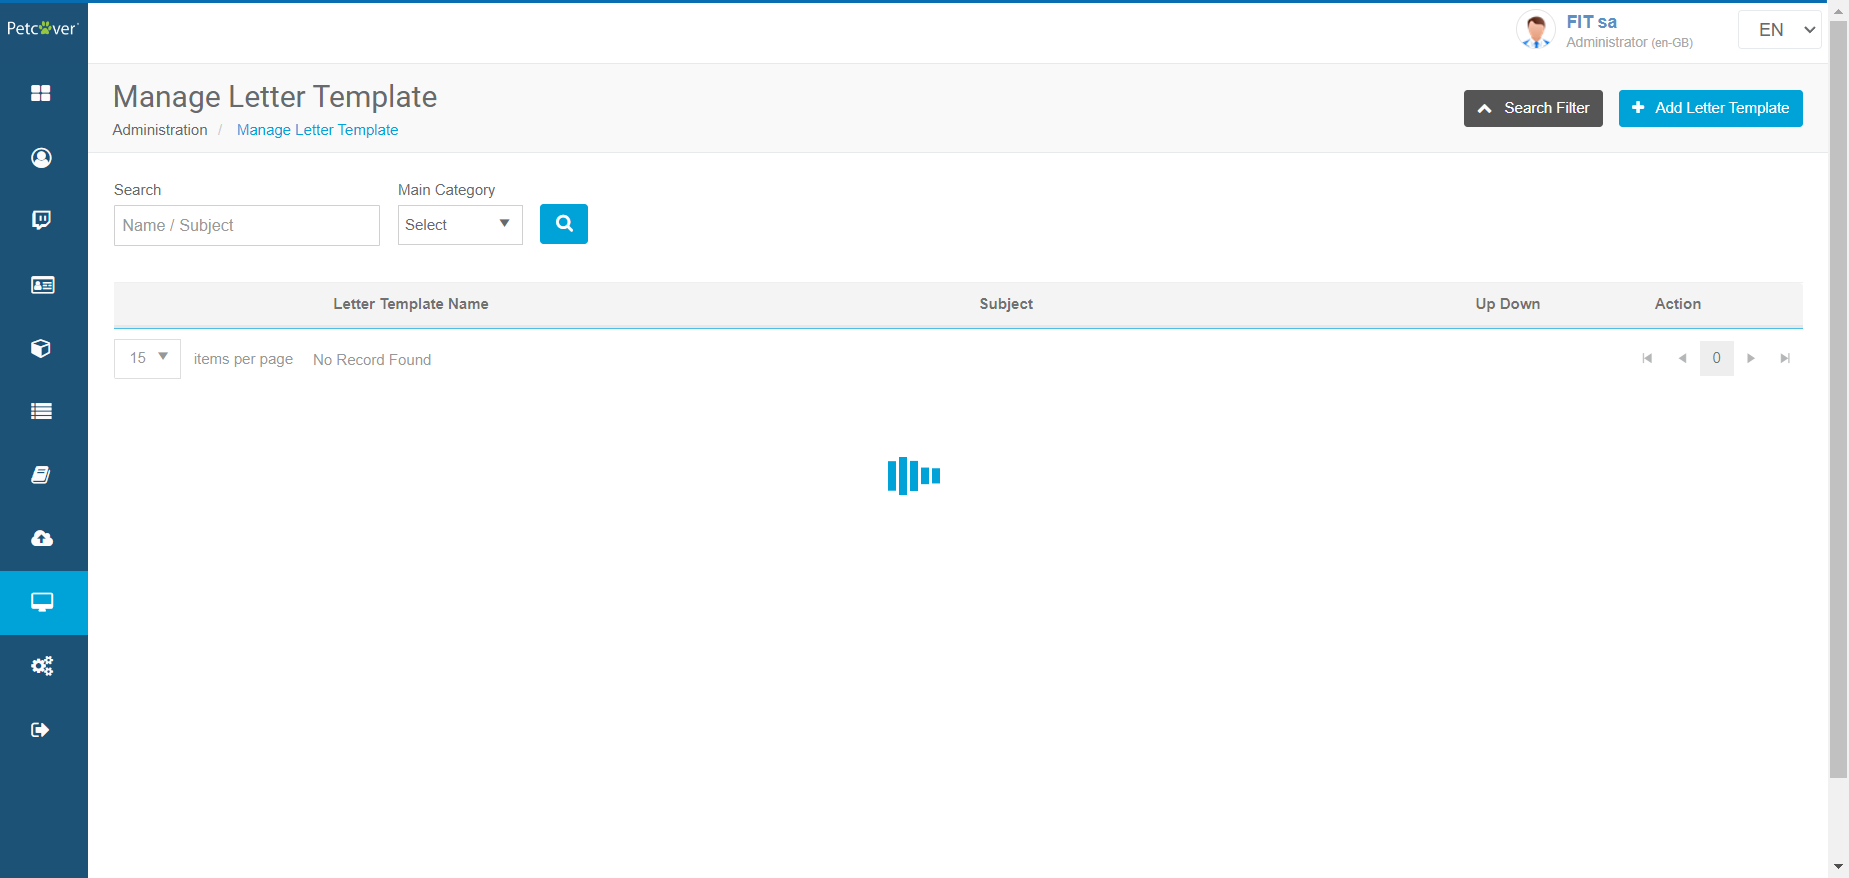 Petcover
FIT sa
Administrator (en-GB)
EN
Manage Letter Template
Administration / Manage Letter Template
Search Filter
Add Letter Template
Search
Main Category
Name / Subject
Select
Letter Template Name Subject Up Down Action
15 items per page No Record Found 0